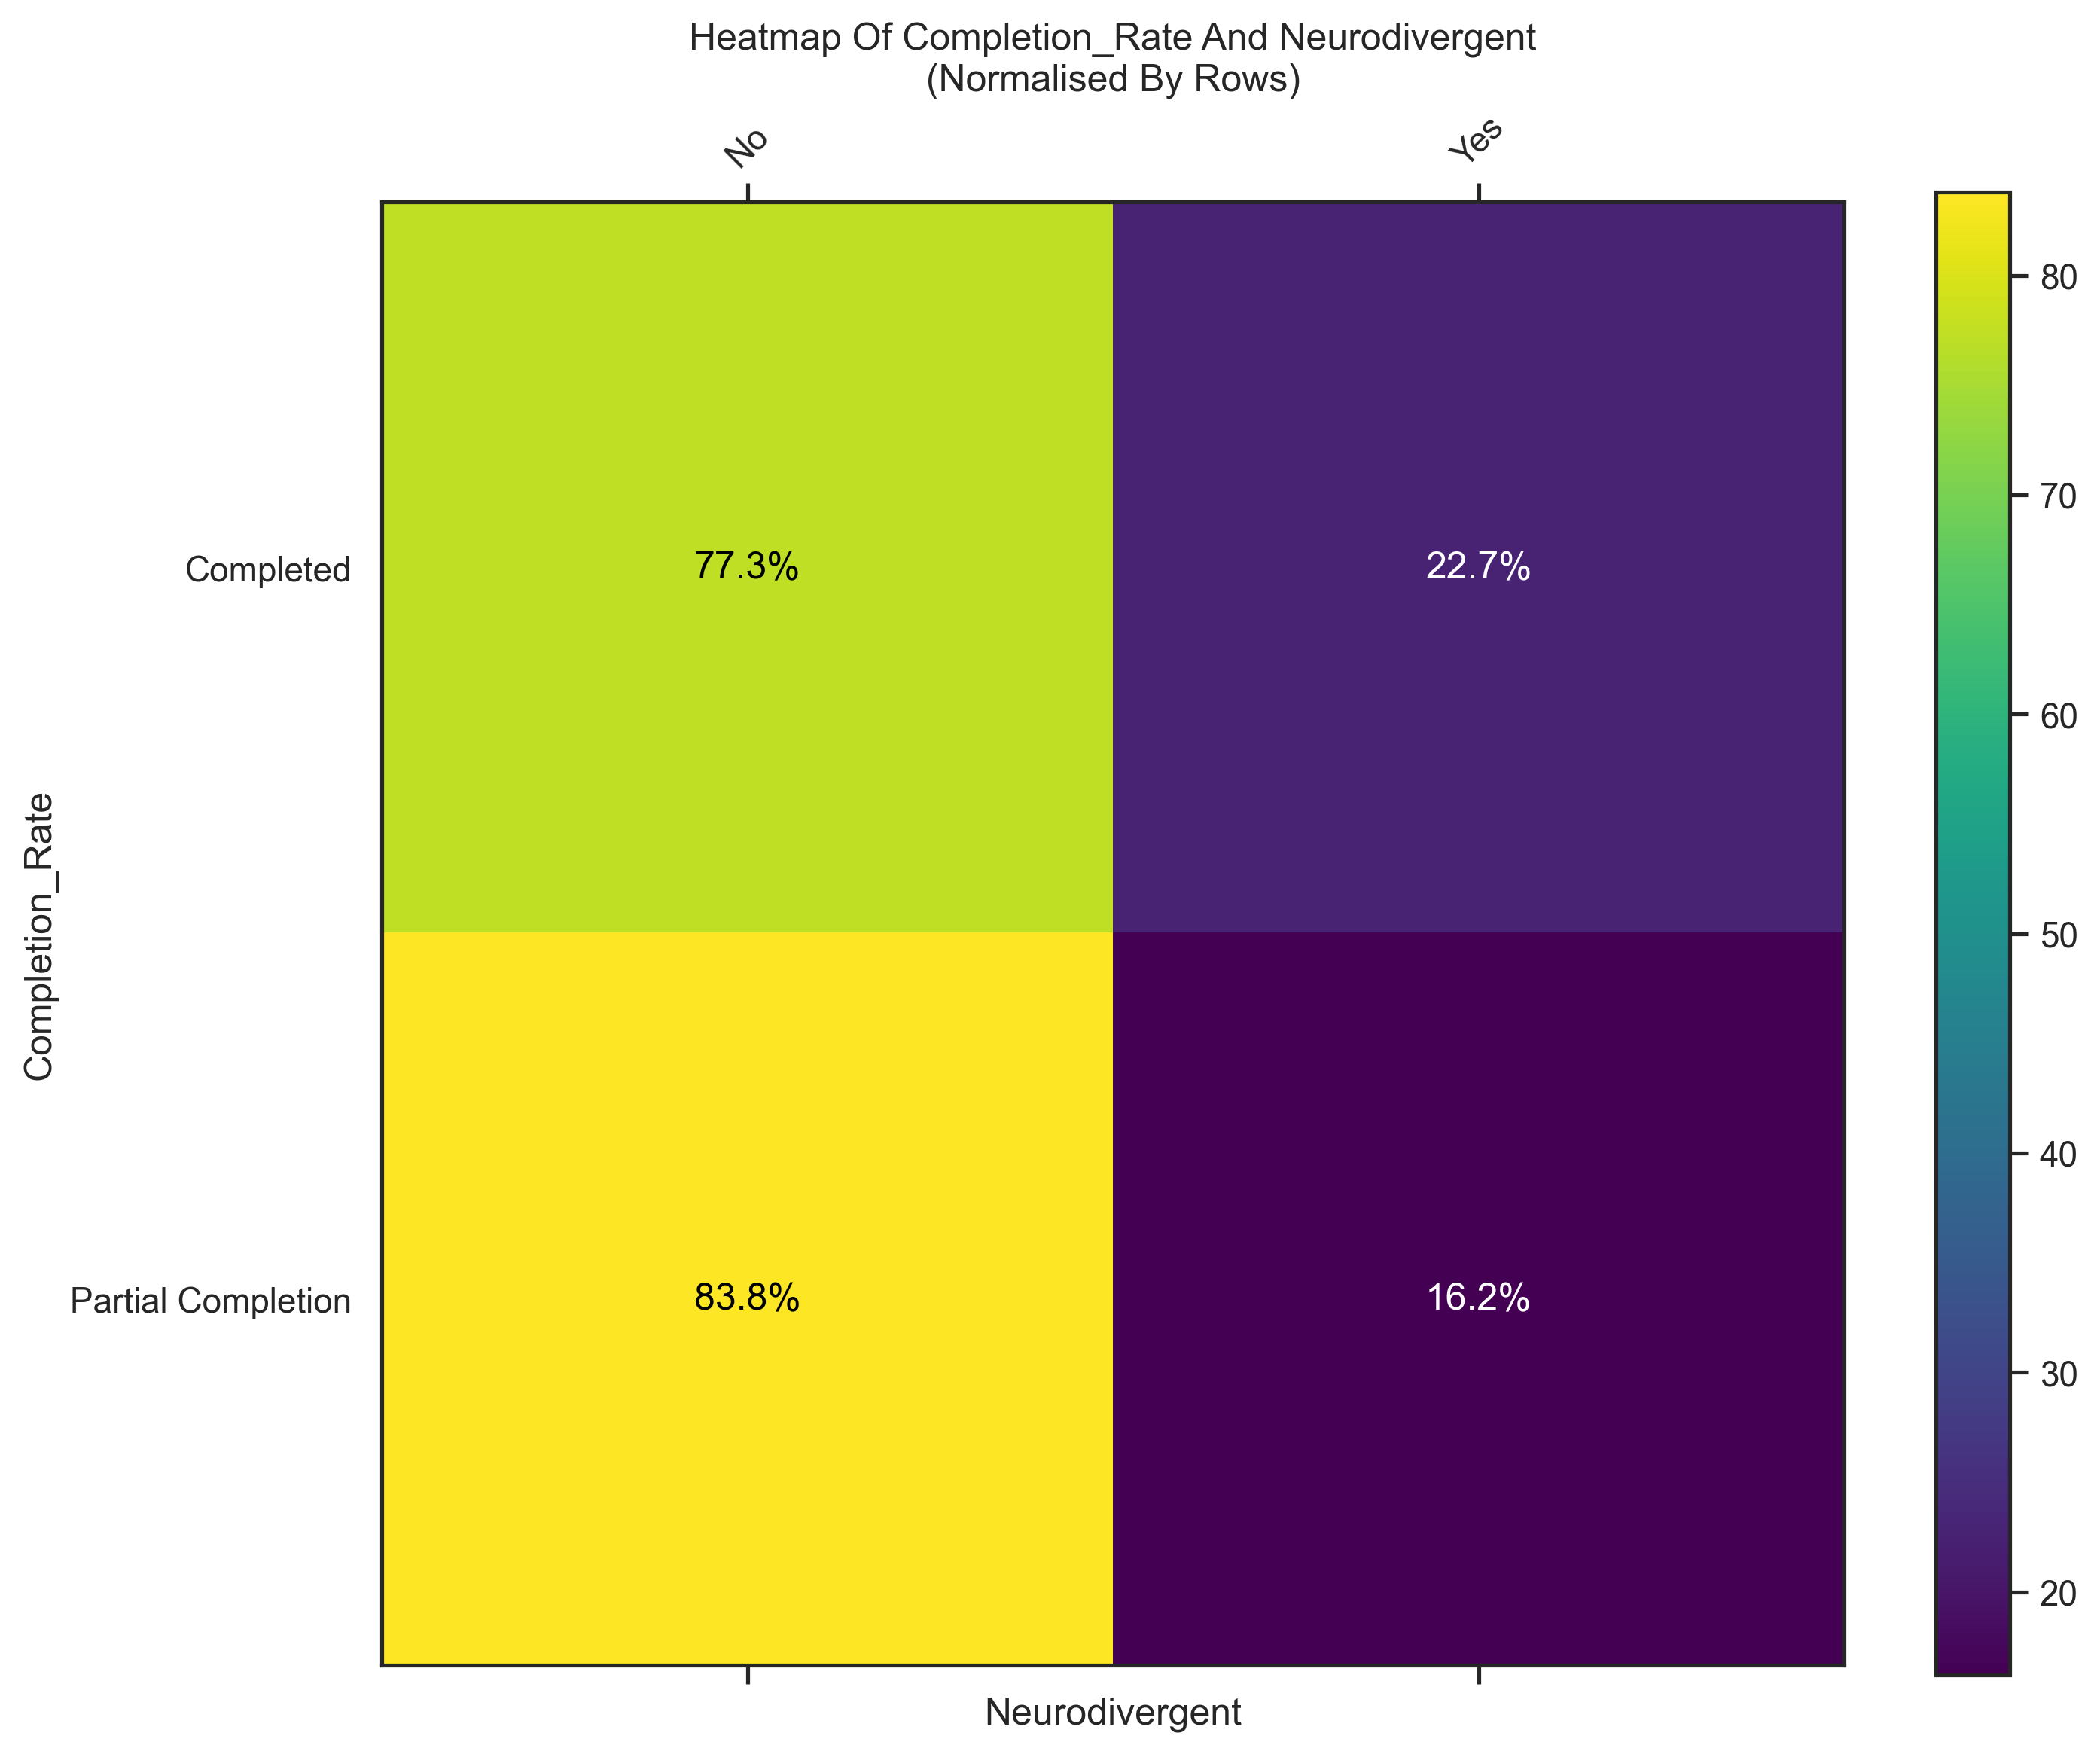 Heatmap Of Completion_Rate And Neurodivergent
(Normalised By Rows)
No
Yes
Completed
77.3%
22.7%
Partial Completion
83.8%
16.2%
Completion_Rate
Neurodivergent
80
70
60
50
40
30
20